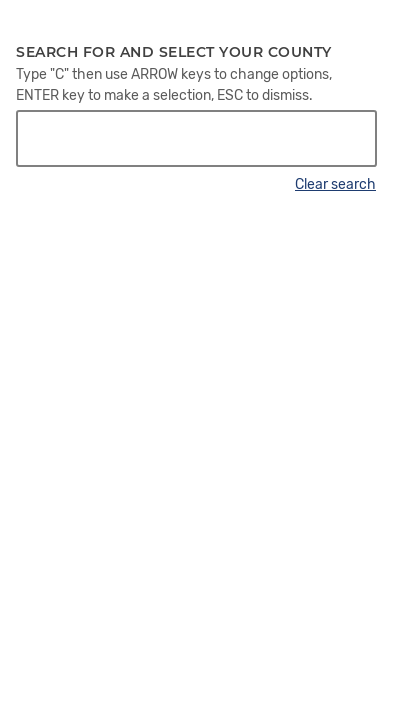 SEARCH FOR AND SELECT YOUR COUNTY
Type "C" then use ARROW keys to change options,
ENTER key to make a selection, ESC to dismiss.
Clear search